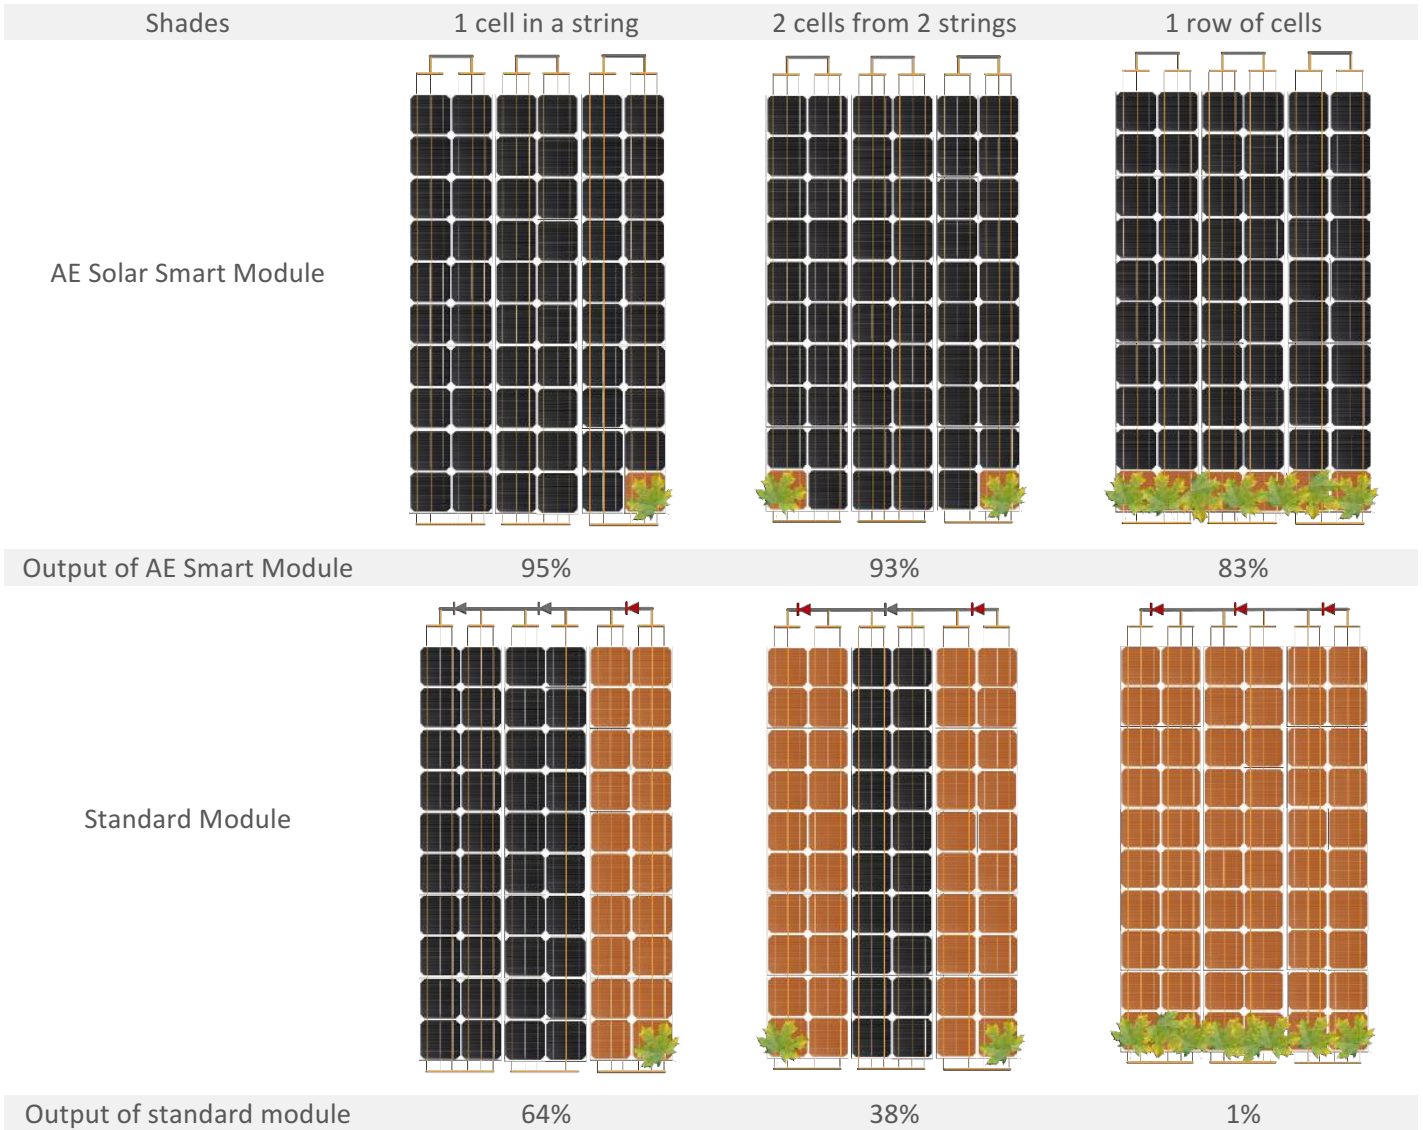 Shades 1 cell in a string 2 cells from 2 strings 1 row of cells
AE Solar Smart Module
Output of AE Smart Module 95% 93% 83%
Standard Module
Output of standard module 64% 38% 1%